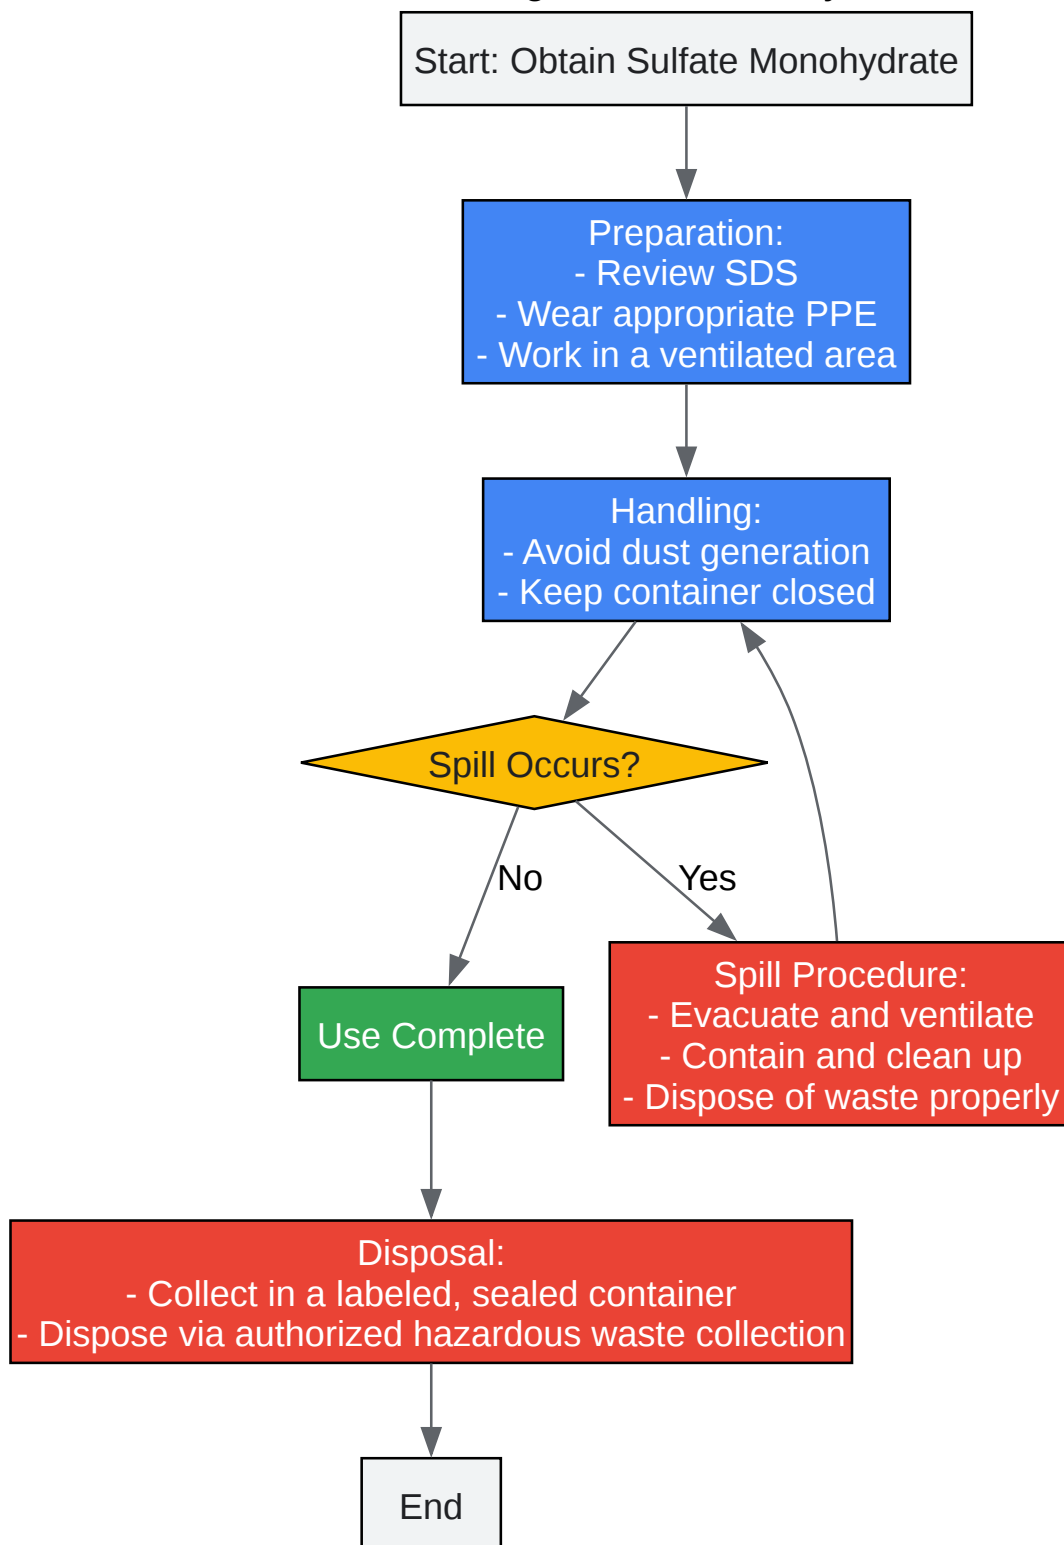 Start: Obtain Sulfate Monohydrate
Preparation:
- Review SDS
- Wear appropriate PPE
- Work in a ventilated area
Handling:
- Avoid dust generation
- Keep container closed
Spill Occurs?
No
Yes
Spill Procedure:
- Evacuate and ventilate
- Contain and clean up
- Dispose of waste properly
Use Complete
Disposal:
- Collect in a labeled, sealed container
- Dispose via authorized hazardous waste collection
End